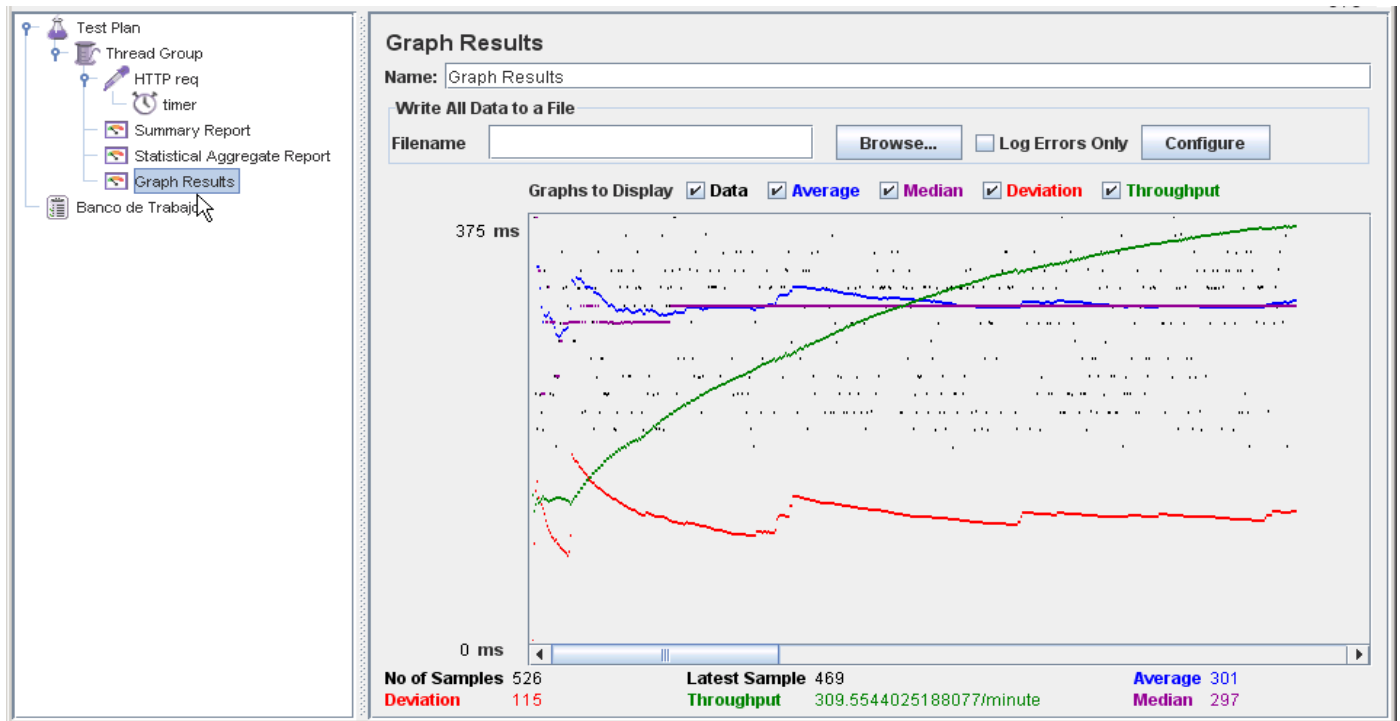 Test Plan
Thread Group
HTTP req
timer
Summary Report
Statistical Aggregate Report
Graph Results
Banco de Trabajo
Graph Results
Name: Graph Results
Write All Data to a File
Filename Browse... Log Errors Only Configure
Graphs to Display Data Average Median Deviation Throughput
375 ms
0 ms
No of Samples 526 Latest Sample 469 Average 301
Deviation 115 Throughput 309.5544025188077/minute Median 297